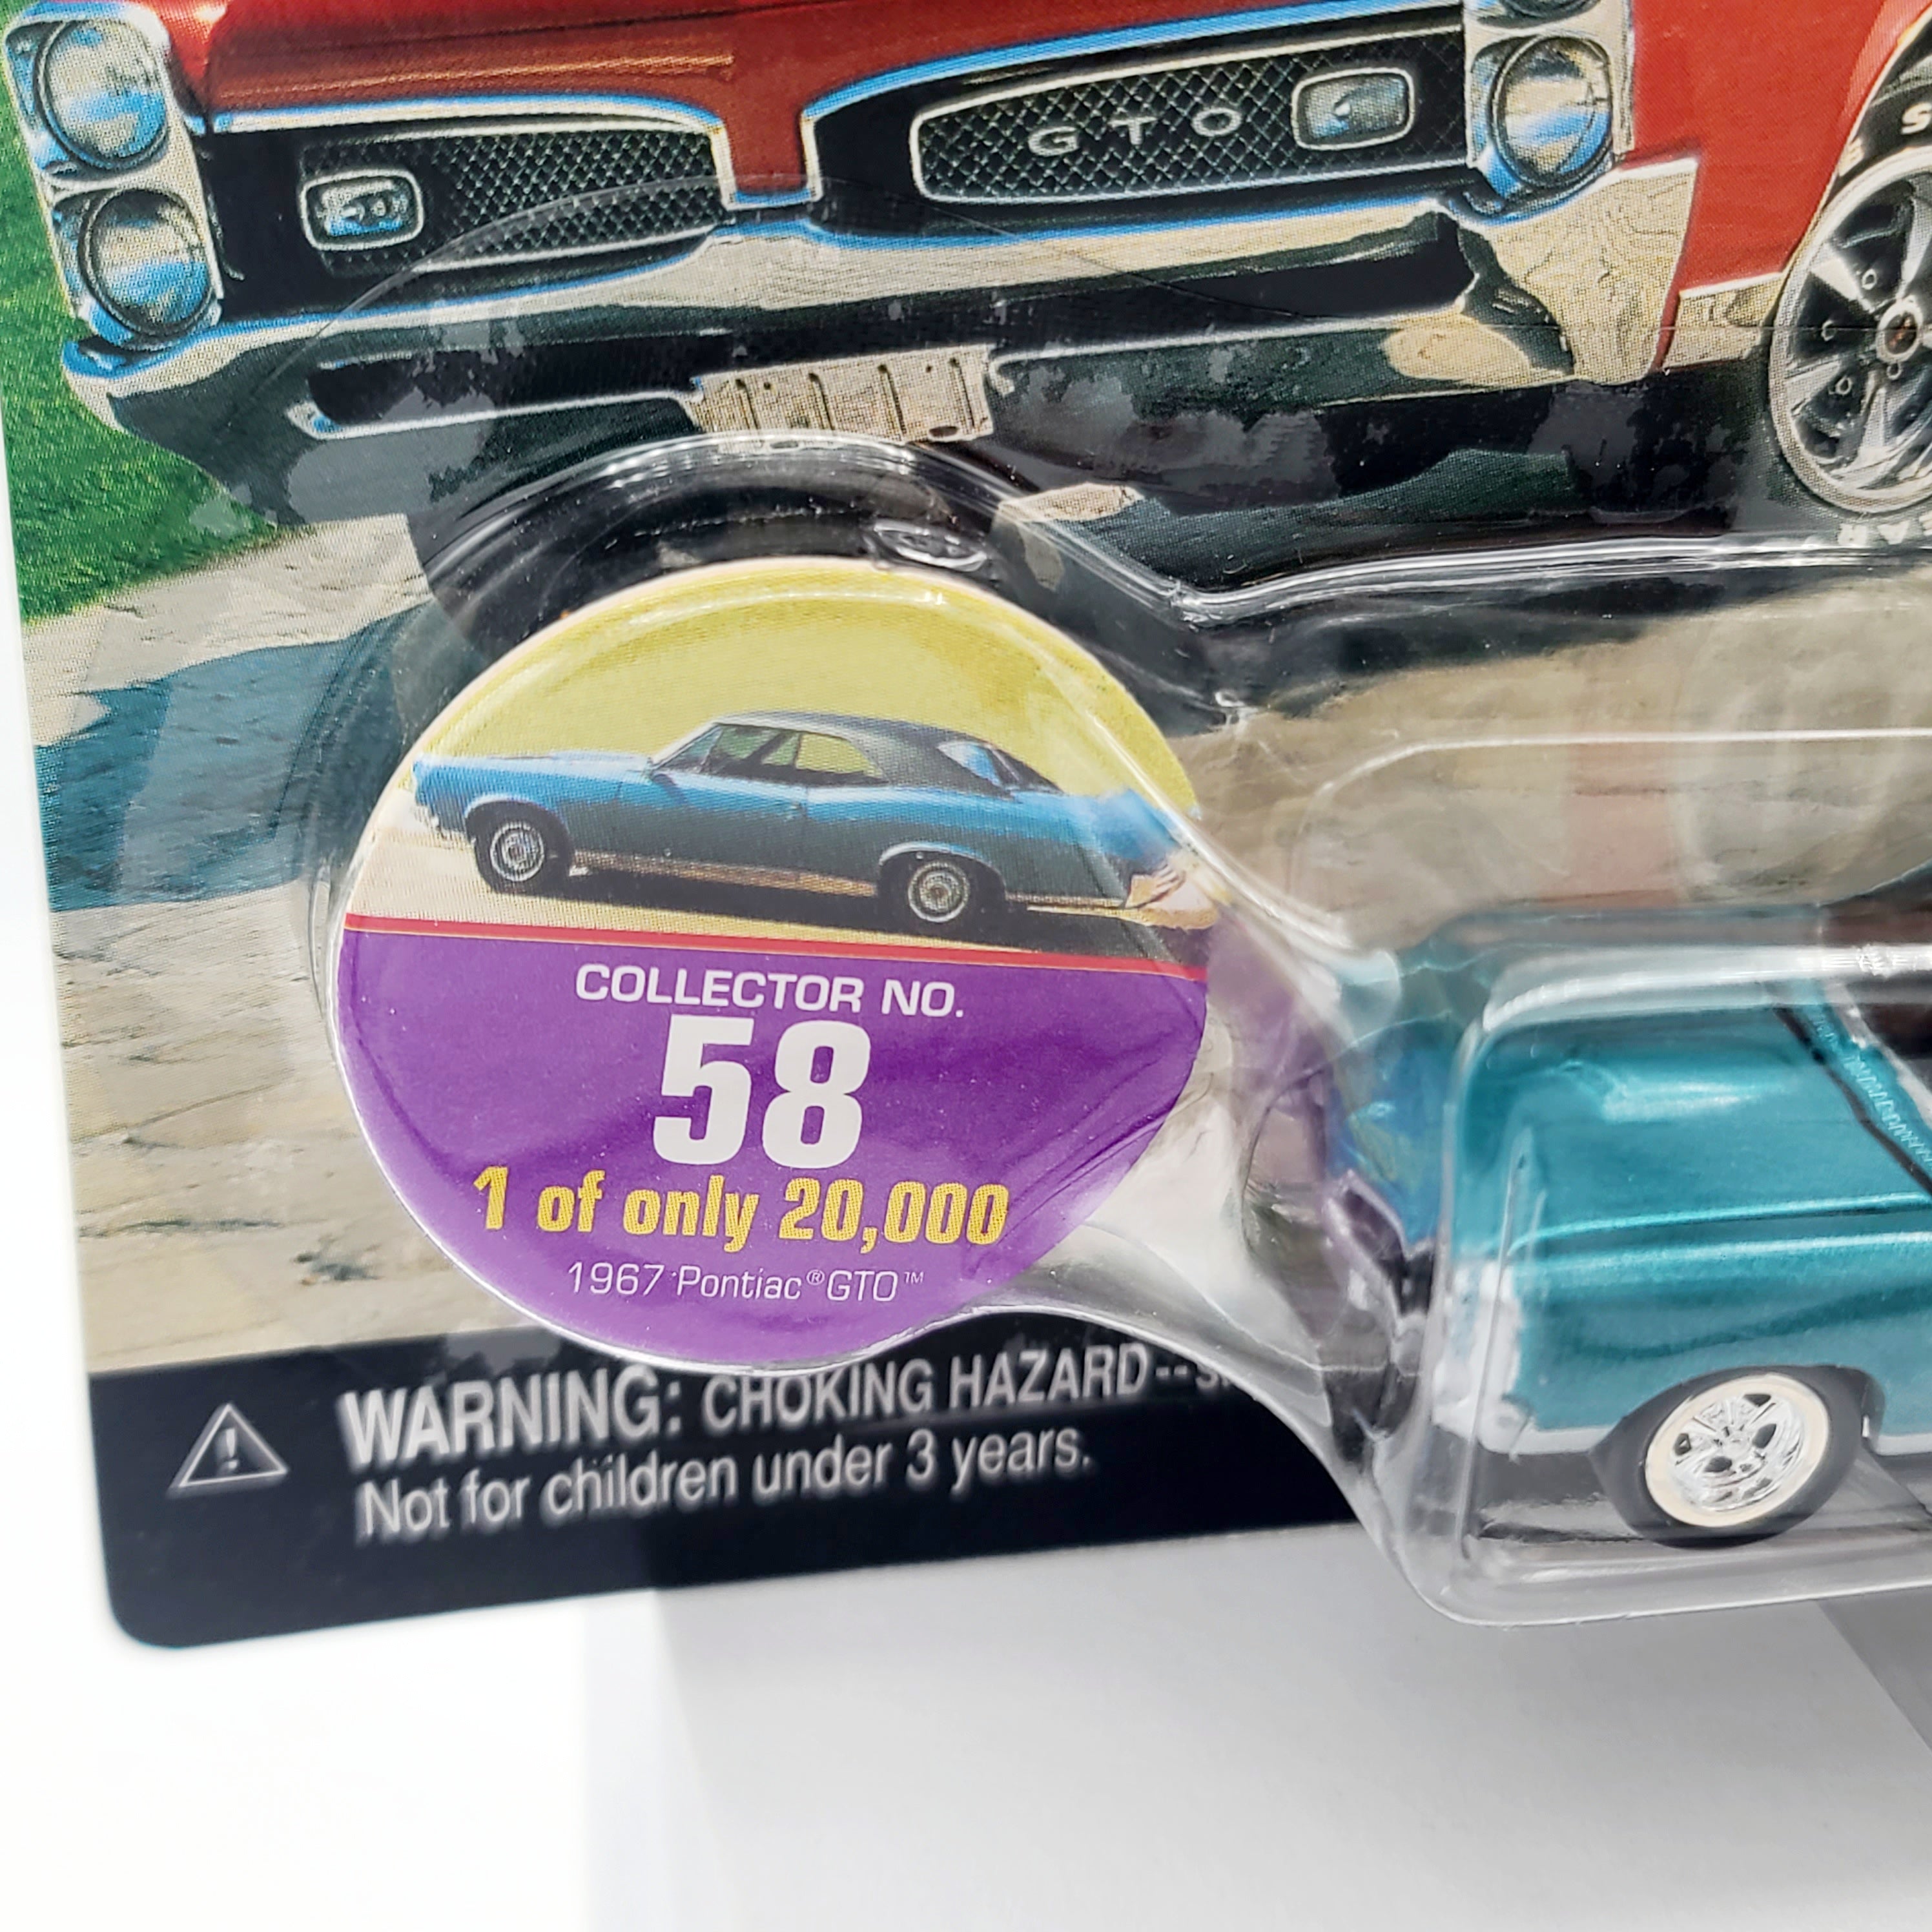 GTO
COLLECTOR NO.
58
1 of only 20,000
1967 Pontiac® GTO™
WARNING: CHOKING HAZARD--
Not for children under 3 years.